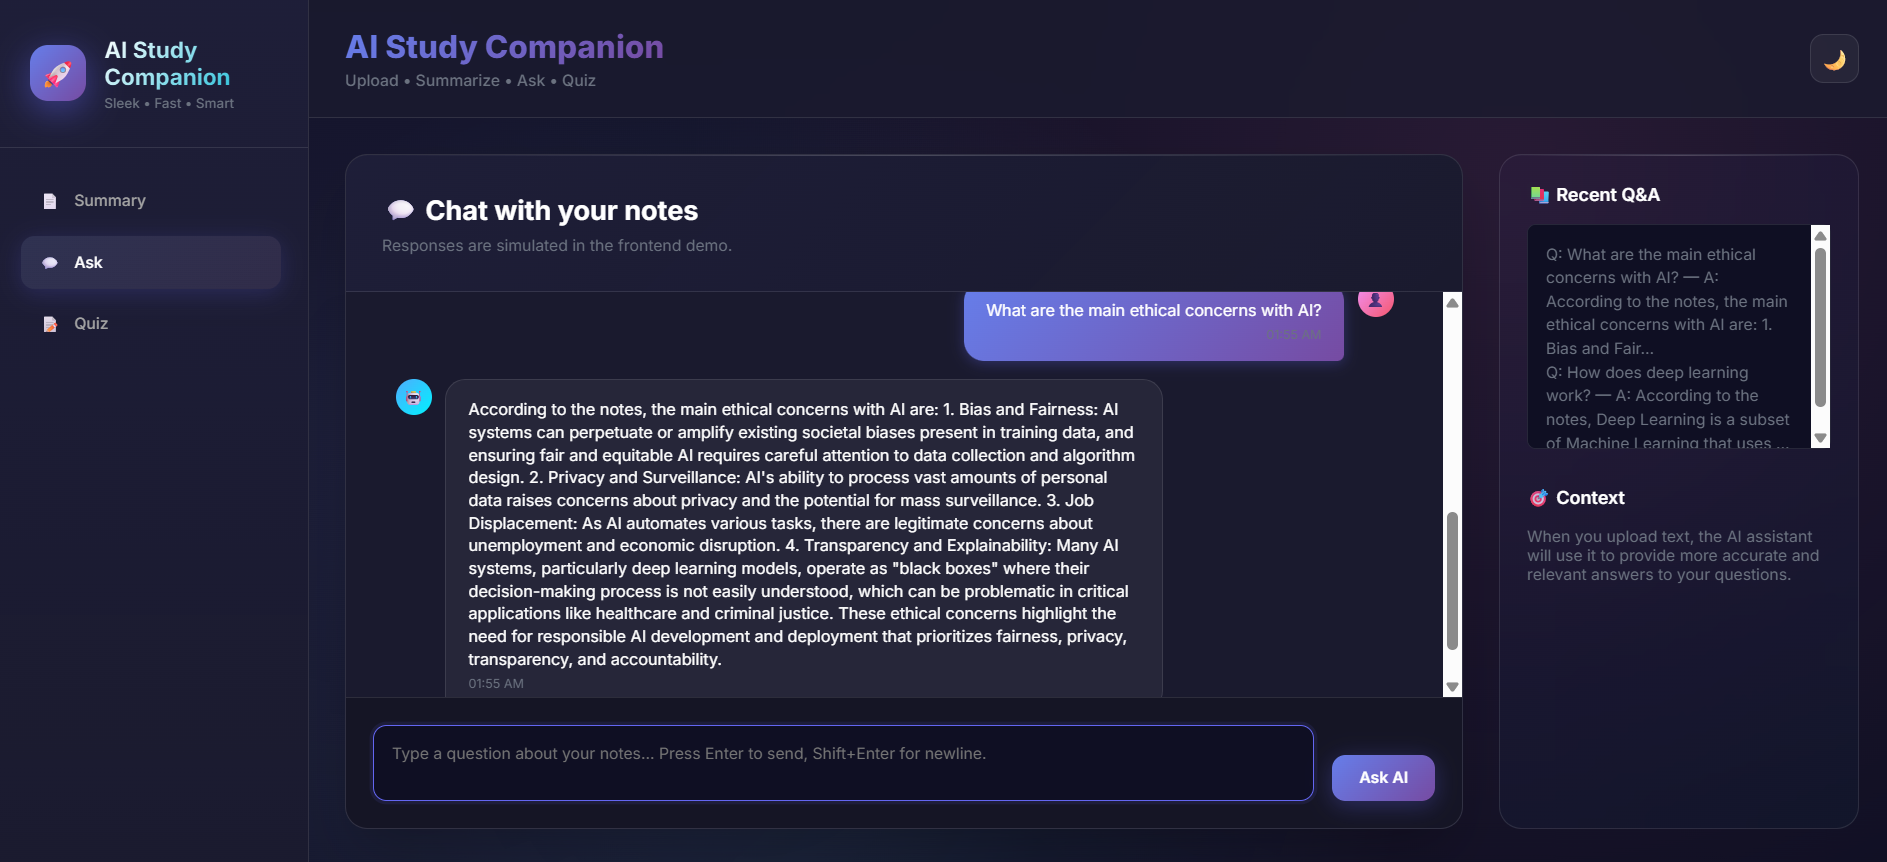 AI Study
Companion
Sleek • Fast • Smart
Summary
Ask
Quiz
AI Study Companion
Upload • Summarize • Ask • Quiz
Chat with your notes
Responses are simulated in the frontend demo.
What are the main ethical concerns with AI?
01:55 AM
According to the notes, the main ethical concerns with AI are: 1. Bias and Fairness: AI
systems can perpetuate or amplify existing societal biases present in training data, and
ensuring fair and equitable AI requires careful attention to data collection and algorithm
design. 2. Privacy and Surveillance: AI's ability to process vast amounts of personal
data raises concerns about privacy and the potential for mass surveillance. 3. Job
Displacement: As AI automates various tasks, there are legitimate concerns about
unemployment and economic disruption. 4. Transparency and Explainability: Many AI
systems, particularly deep learning models, operate as "black boxes" where their
decision-making process is not easily understood, which can be problematic in critical
applications like healthcare and criminal justice. These ethical concerns highlight the
need for responsible AI development and deployment that prioritizes fairness, privacy,
transparency, and accountability.
01:55 AM
Type a question about your notes... Press Enter to send, Shift+Enter for newline.
Ask AI
Recent Q&A
Q: What are the main ethical
concerns with AI? — A:
According to the notes, the main
ethical concerns with AI are: 1.
Bias and Fair...
Q: How does deep learning
work? — A: According to the
notes, Deep Learning is a subset
of Machine Learning that uses ...
Context
When you upload text, the AI assistant
will use it to provide more accurate and
relevant answers to your questions.